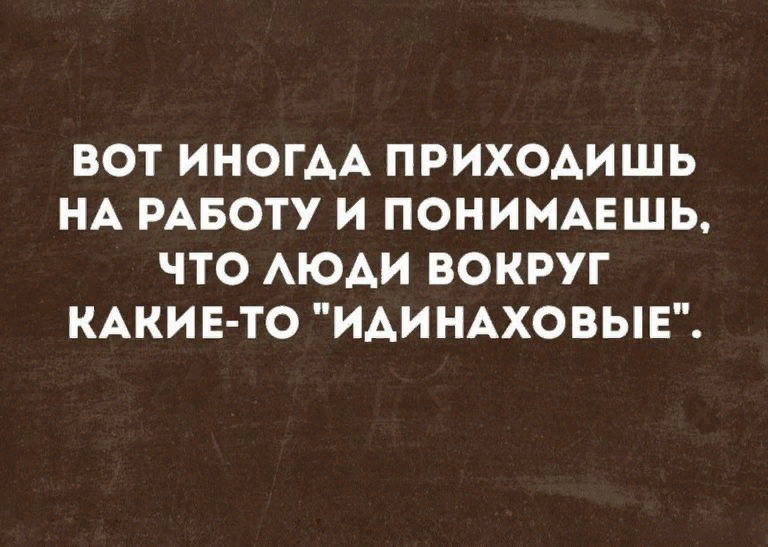 ВОТ ИНОГДА ПРИХОДИШЬ
НА РАБОТУ И ПОНИМАЕШЬ,
ЧТО ЛЮДИ ВОКРУГ
КАКИЕ-ТО "ИДИНАХОВЫЕ".